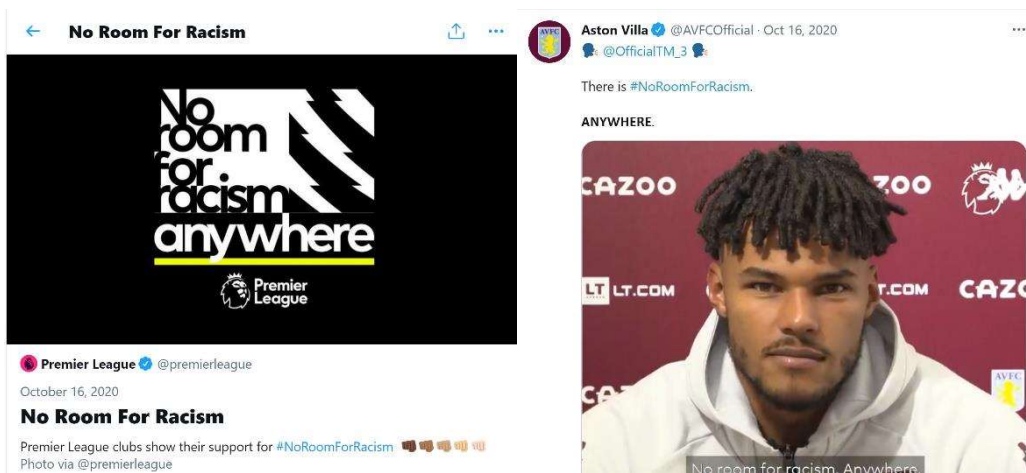 No Room For Racism
No
room
for
racism
anywhere
Premier
League
Premier League @premierleague
October 16, 2020
No Room For Racism
Premier League clubs show their support for #NoRoomForRacism
Photo via @premierleague
Aston Villa @AVFCOfficial · Oct 16, 2020
@OfficialTM_3
There is #NoRoomForRacism.
ANYWHERE.
CAZOO
ZOO
LT LT.COM
T.COM
CAZO
AVFC
No room for racism. Anywhere.